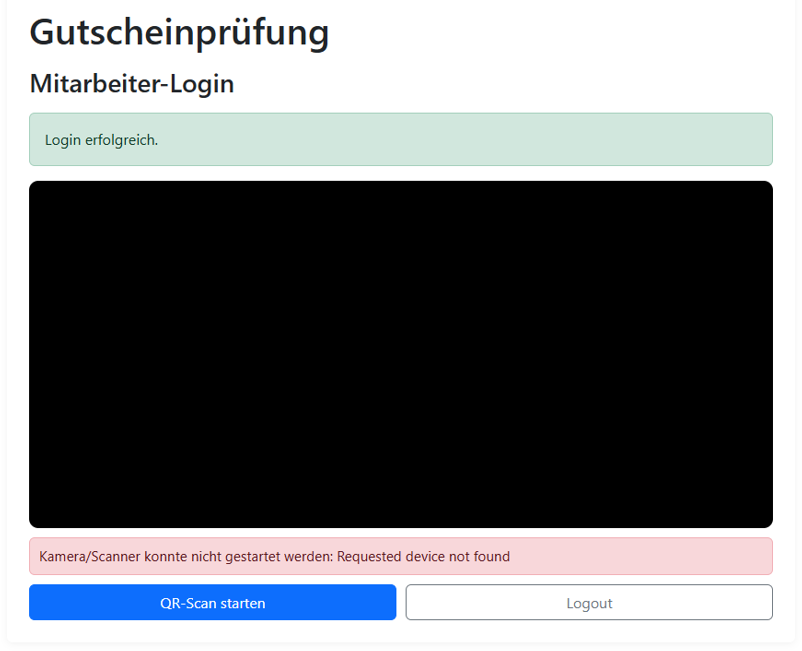 Gutscheinprüfung
Mitarbeiter-Login
Login erfolgreich.
Kamera/Scanner konnte nicht gestartet werden: Requested device not found
QR-Scan starten
Logout